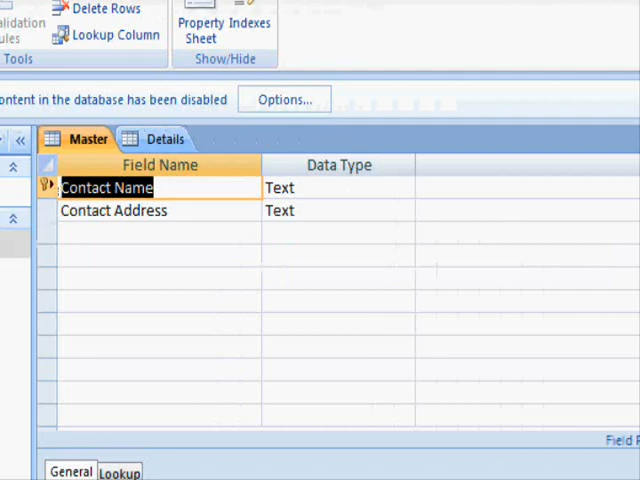 Delete Rows
alidation
ules
Lookup Column
Property Indexes
Sheet
Tools
Show/Hide
ontent in the database has been disabled
Options...
Master
Details
Field Name
Data Type
Contact Name
Text
Contact Address
Text
Field P
General
Lookup